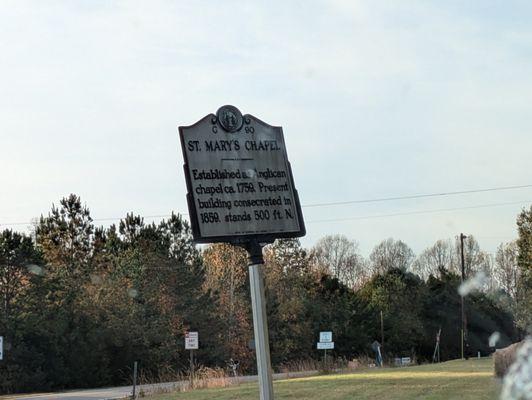 G 90
ST. MARY'S CHAPEL
Established as Anglican
chapel ca. 1759. Present
building consecrated in
1859. stands 500 ft. N.